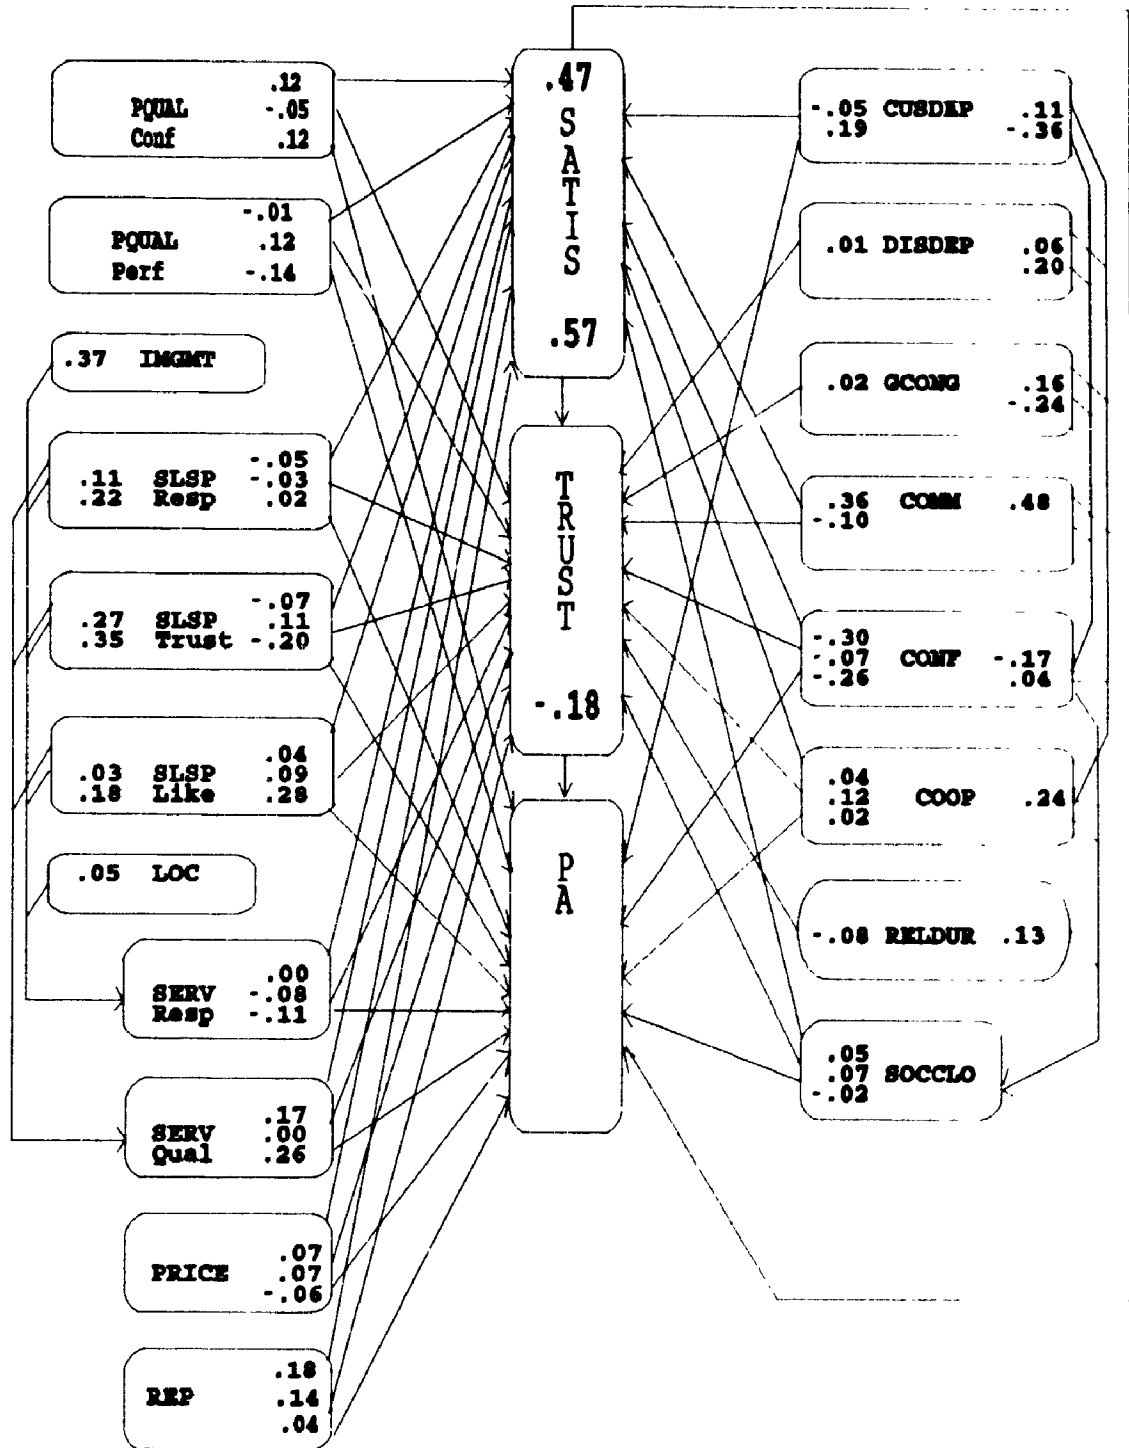 .12
PQUAL -.05
Conf .12
-.01
PQUAL .12
Perf -.14
.37 IMGMT
-.05
.11 SLSP -.03
.22 Resp .02
-.07
.27 SLSP .11
.35 Trust -.20
.04
.03 SLSP .09
.18 Like .28
.05 LOC
.00
SERV -.08
Resp -.11
.17
SERV .00
Qual .26
.07
PRICE .07
-.06
.18
REP .14
.04
.47
SATIS
.57
TRUST
-.18
PA
-.05 CUSDEP .11
.19 -.36
.01 DISDEP .06
.20
.02 GCONG .16
-.24
.36 COMM .48
-.10
-.30
-.07 CONF -.17
-.26 .04
.04
.12 COOP .24
.02
-.08 RELDUR .13
.05
.07 SOCCLO
-.02